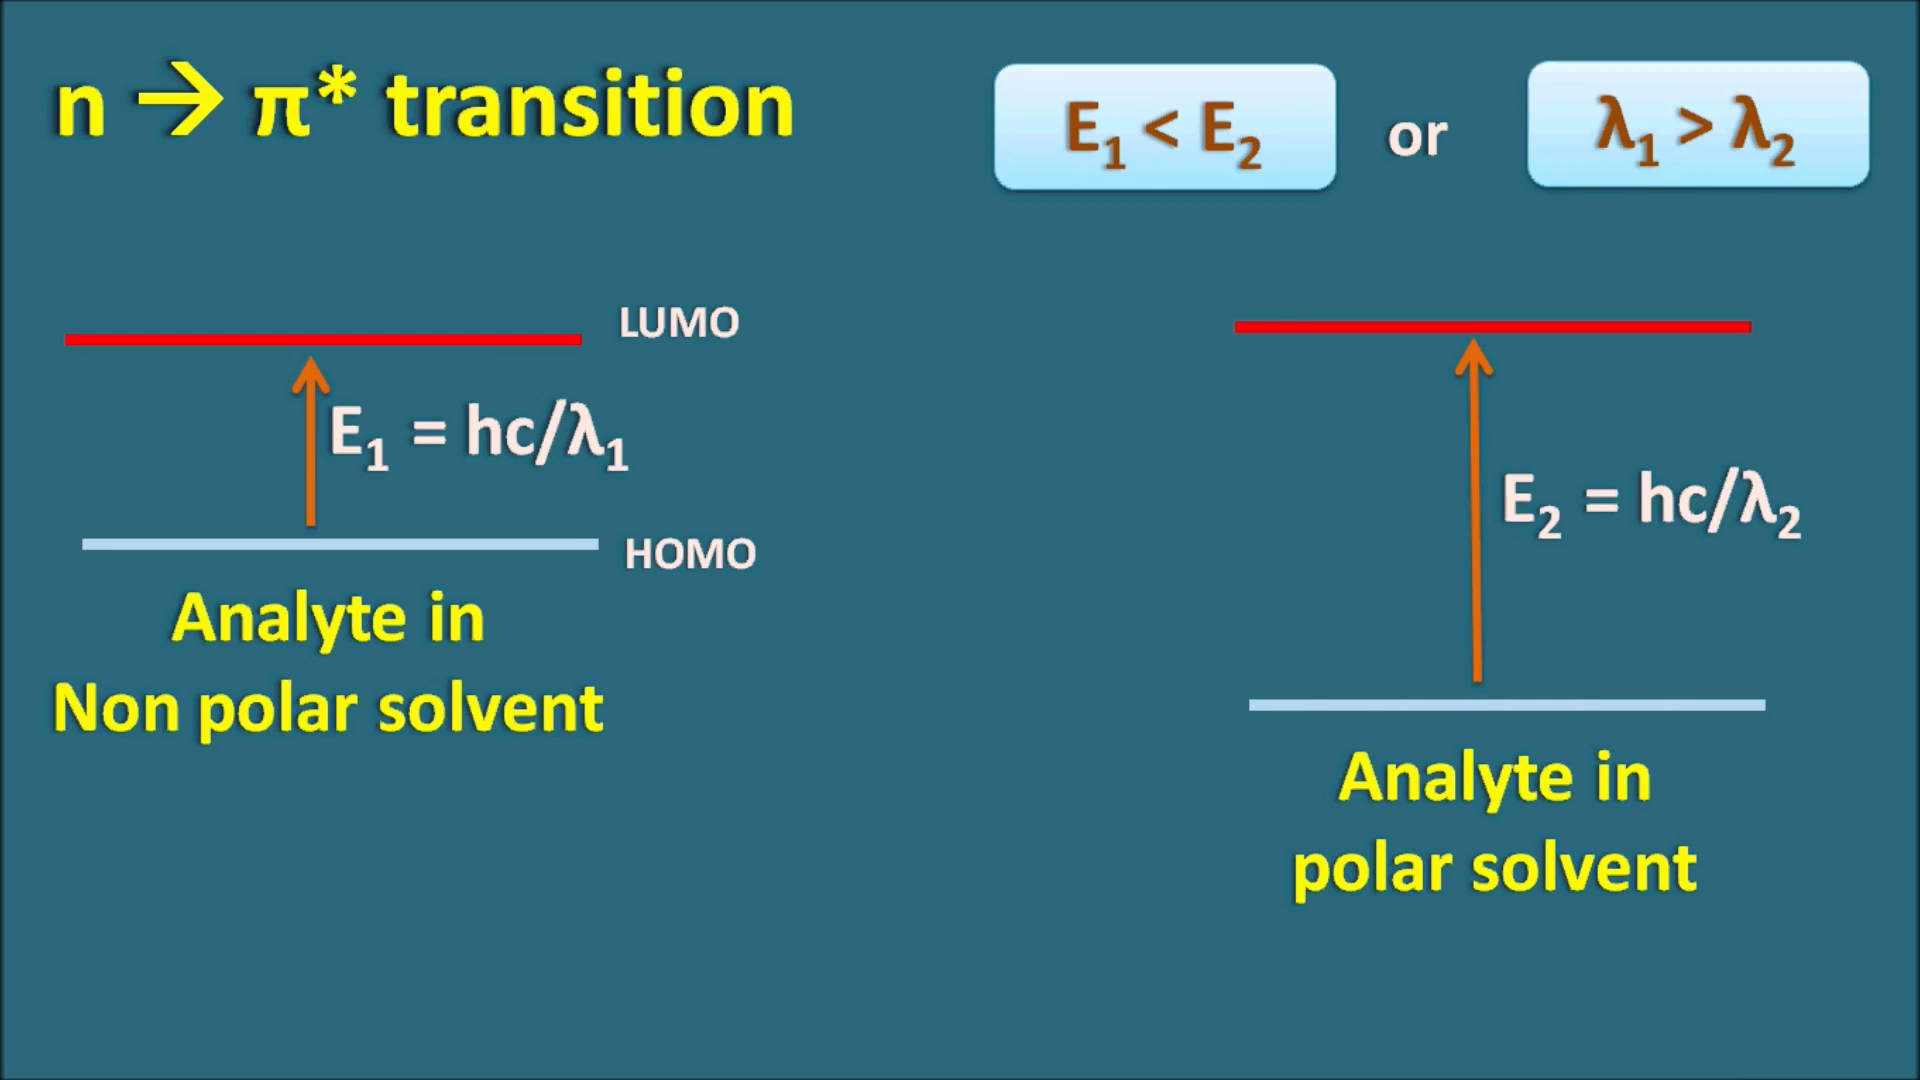 n → π* transition
E₁ < E₂ or λ₁ > λ₂
LUMO
E₁ = hc/λ₁
HOMO
Analyte in
Non polar solvent
E₂ = hc/λ₂
Analyte in
polar solvent